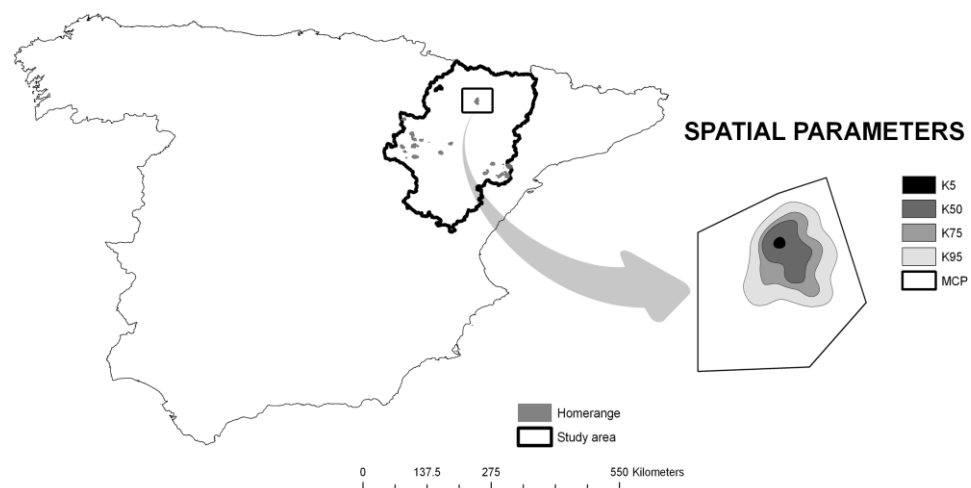 SPATIAL PARAMETERS
K5
K50
K75
K95
MCP
Homerange
Study area
0 137.5 275 550 Kilometers